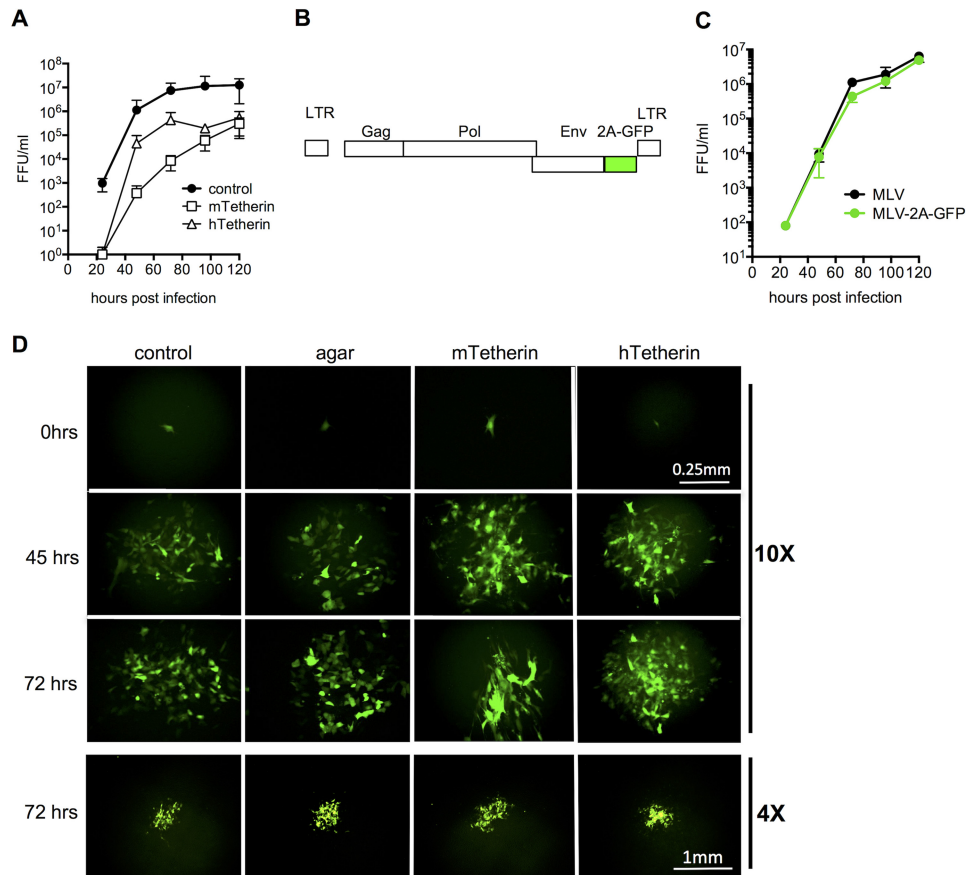 A
10⁸
10⁷
10⁶
10⁵
10⁴
10³
10²
10¹
10⁰
FFU/ml
0 20 40 60 80 100 120
hours post infection
control
mTetherin
hTetherin
B
LTR
Gag Pol Env 2A-GFP
LTR
C
10⁷
10⁶
10⁵
10⁴
10³
10²
10¹
FFU/ml
0 20 40 60 80 100 120
hours post infection
MLV
MLV-2A-GFP
D
control agar mTetherin hTetherin
0hrs
0.25mm
45 hrs
10X
72 hrs
72 hrs
4X
1mm